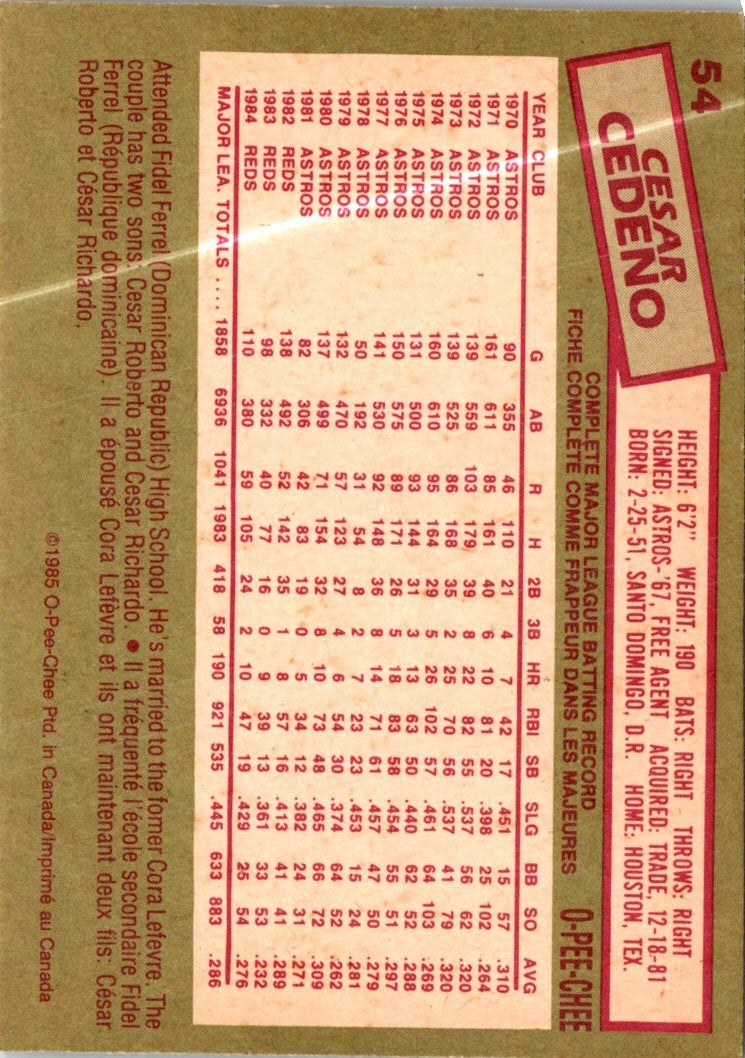 54
CESAR
CEDEÑO
HEIGHT: 6'2" WEIGHT: 190 BATS: RIGHT THROWS: RIGHT
SIGNED: ASTROS-'67, FREE AGENT ACQUIRED: TRADE, 12-18-81
BORN: 2-25-51, SANTO DOMINGO, D.R. HOME: HOUSTON, TEX.
COMPLETE MAJOR LEAGUE BATTING RECORD
FICHE COMPLÈTE COMME FRAPPEUR DANS LES MAJEURES
O-PEE-CHEE
YEAR CLUB G AB R H 2B 3B HR RBI SB SLG BB SO AVG
1970 ASTROS 90 355 46 110 21 4 7 42 17 .451 15 57 .310
1971 ASTROS 161 611 85 161 40 6 10 81 20 .398 25 102 .264
1972 ASTROS 139 559 103 179 39 8 22 82 55 .537 56 62 .320
1973 ASTROS 139 525 86 168 35 2 25 70 56 .537 41 79 .320
1974 ASTROS 160 610 95 164 29 5 26 102 57 .461 64 103 .269
1975 ASTROS 131 500 93 144 31 3 13 63 50 .440 62 52 .288
1976 ASTROS 150 575 89 171 26 5 18 83 58 .454 55 51 .297
1977 ASTROS 141 530 92 148 36 8 14 71 61 .457 47 50 .279
1978 ASTROS 50 192 31 54 8 2 7 23 23 .453 15 24 .281
1979 ASTROS 132 470 57 123 27 4 6 54 30 .374 64 52 .262
1980 ASTROS 137 499 71 154 32 8 10 73 48 .465 66 72 .309
1981 ASTROS 82 306 42 83 19 0 5 34 12 .382 24 31 .271
1982 REDS 138 492 52 142 35 1 8 57 16 .413 41 41 .289
1983 REDS 98 332 40 77 16 0 9 39 13 .361 33 53 .232
1984 REDS 110 380 59 105 24 2 10 47 19 .429 25 54 .276
MAJOR LEA. TOTALS .... 1858 6936 1041 1983 418 58 190 921 535 .445 633 883 .286
Attended Fidel Ferrel (Dominican Republic) High School. He's married to the fomer Cora Lefevre. The
couple has two sons: Cesar Roberto and Cesar Richardo. ● Il a fréquenté l'école secondaire Fidel
Ferrel (République dominicaine). Il a épousé Cora Lefèvre et ils ont maintenant deux fils: César
Roberto et César Richardo.
©1985 O-Pee-Chee Ptd. in Canada/Imprimé au Canada